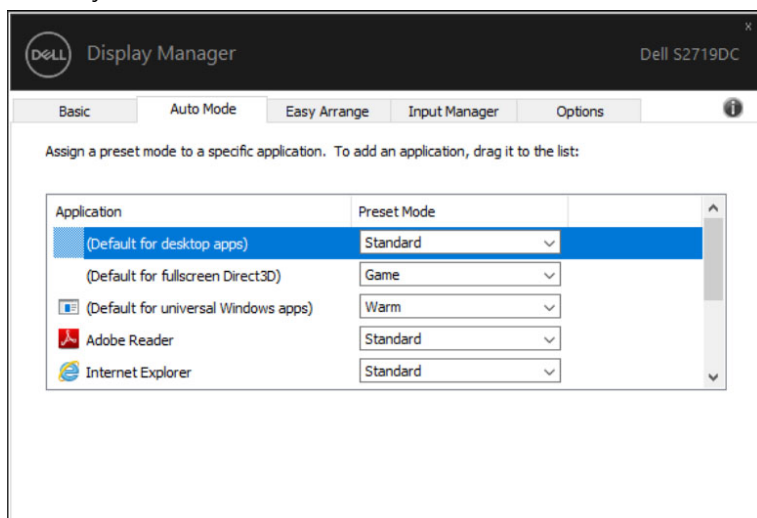 x
DELL Display Manager Dell S2719DC
Basic Auto Mode Easy Arrange Input Manager Options
Assign a preset mode to a specific application. To add an application, drag it to the list:
Application Preset Mode
(Default for desktop apps) Standard
(Default for fullscreen Direct3D) Game
(Default for universal Windows apps) Warm
Adobe Reader Standard
Internet Explorer Standard